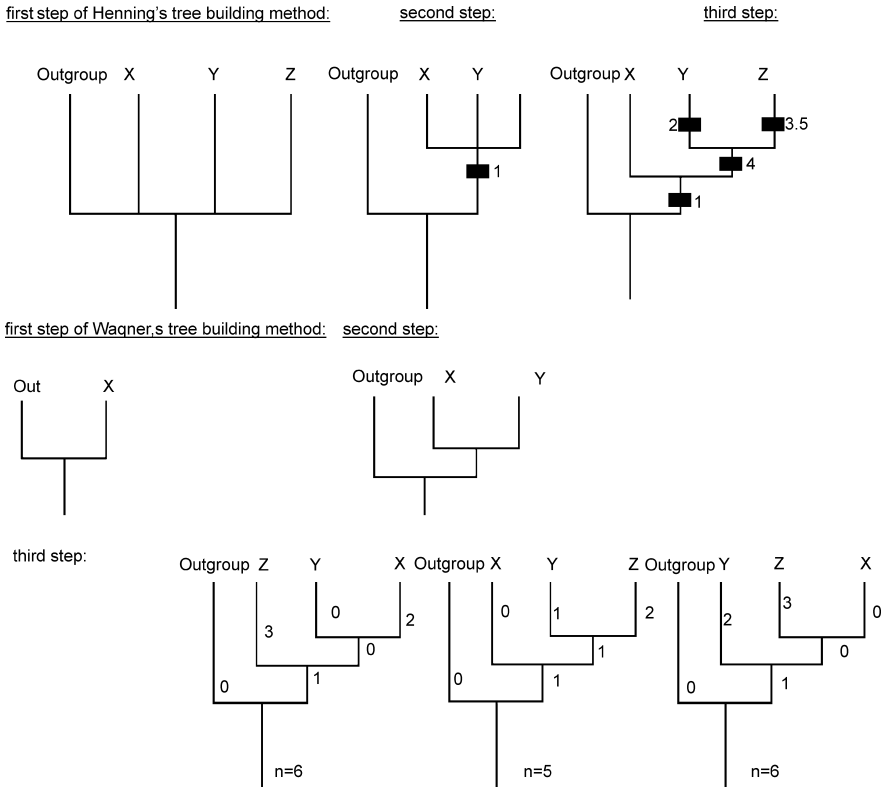 first step of Henning's tree building method: second step: third step:
Outgroup X Y Z Outgroup X Y Outgroup X Y Z
2 3.5
1 4
1
first step of Waqner,s tree building method: second step:
Out X Outgroup X Y
third step:
Outgroup Z Y X Outgroup X Y Z Outgroup Y Z X
0 2 0 1 2 2 3 0
3 0 1 0
0 1 0 1 0 1
n=6 n=5 n=6